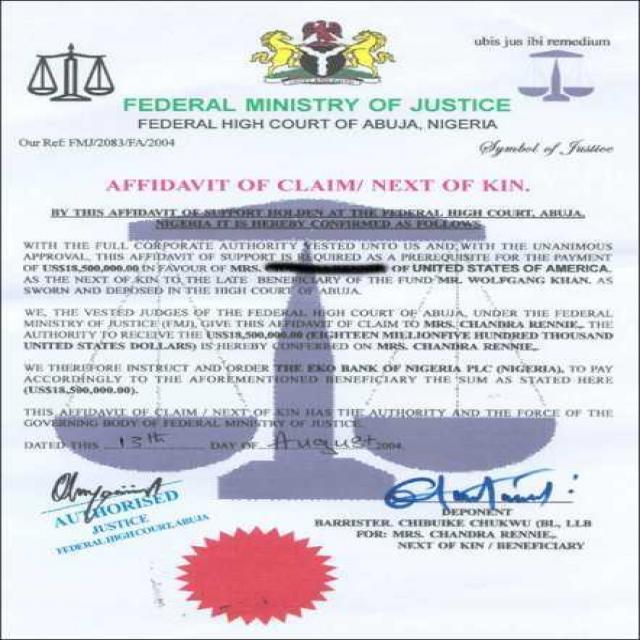 ubis jus ibi remedium
FEDERAL MINISTRY OF JUSTICE
FEDERAL HIGH COURT OF ABUJA, NIGERIA
Our Ref: FMJ/2083/FA/2004
Symbol of Justice
AFFIDAVIT OF CLAIM/ NEXT OF KIN.
BY THIS AFFIDAVIT OF SUPPORT HOLDEN AT THE FEDERAL HIGH COURT, ABUJA,
NIGERIA IT IS HEREBY CONFIRMED AS FOLLOWS
WITH THE FULL CORPORATE AUTHORITY VESTED UNTO US AND WITH THE UNANIMOUS
APPROVAL, THIS AFFIDAVIT OF SUPPORT IS REQUIRED AS A PREREQUISITE FOR THE PAYMENT
OF US$18,500,000.00 IN FAVOUR OF MRS. OF UNITED STATES OF AMERICA.
AS THE NEXT OF KIN TO THE LATE BENEFICIARY OF THE FUND MR. WOLFGANG KHAN. AS
SWORN AND DEPOSED IN THE HIGH COURT OF ABUJA.
WE, THE VESTED JUDGES OF THE FEDERAL HIGH COURT OF ABUJA, UNDER THE FEDERAL
MINISTRY OF JUSTICE (FMJ), GIVE THIS AFFIDAVIT OF CLAIM TO MRS. CHANDRA RENNIE,. THE
AUTHORITY TO RECEIVE THE US$18,500,000.00 (EIGHTEEN MILLIONFIVE HUNDRED THOUSAND
UNITED STATES DOLLARS) IS HEREBY CONFERRED ON MRS. CHANDRA RENNIE,.
WE THEREFORE INSTRUCT AND ORDER THE EKO BANK OF NIGERIA PLC (NIGERIA), TO PAY
ACCORDINGLY TO THE AFOREMENTIONED BENEFICIARY THE SUM AS STATED HERE
(US$18,500,000.00).
THIS AFFIDAVIT OF CLAIM / NEXT OF KIN HAS THE AUTHORITY AND THE FORCE OF THE
GOVERNING BODY OF FEDERAL MINISTRY OF JUSTICE.
DATED THIS 13th DAY OF August 2004.
AUTHORISED
JUSTICE
FEDERAL HIGH COURT, ABUJA
DEPONENT
BARRISTER. CHIBUIKE CHUKWU (BL, LLB
FOR: MRS. CHANDRA RENNIE,.
NEXT OF KIN / BENEFICIARY